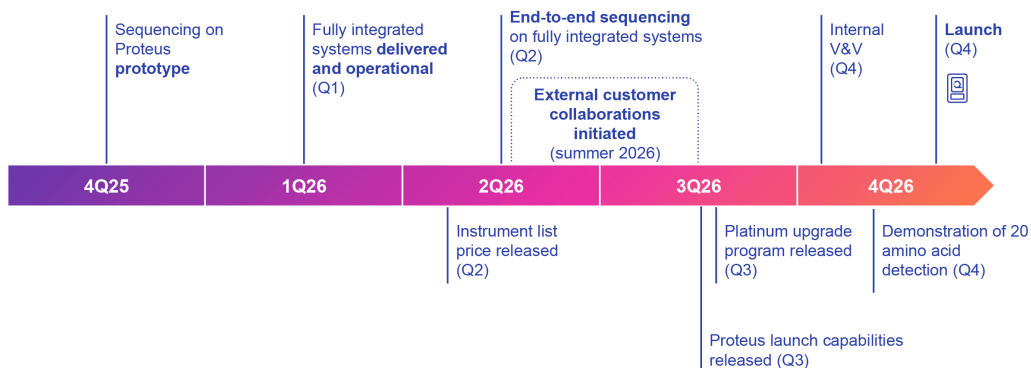 Sequencing on
Proteus
prototype
Fully integrated
systems delivered
and operational
(Q1)
End-to-end sequencing
on fully integrated systems
(Q2)
External customer
collaborations
initiated
(summer 2026)
Internal
V&V
(Q4)
Launch
(Q4)
4Q25
1Q26
2Q26
3Q26
4Q26
Instrument list
price released
(Q2)
Platinum upgrade
program released
(Q3)
Demonstration of 20
amino acid
detection (Q4)
Proteus launch capabilities
released (Q3)